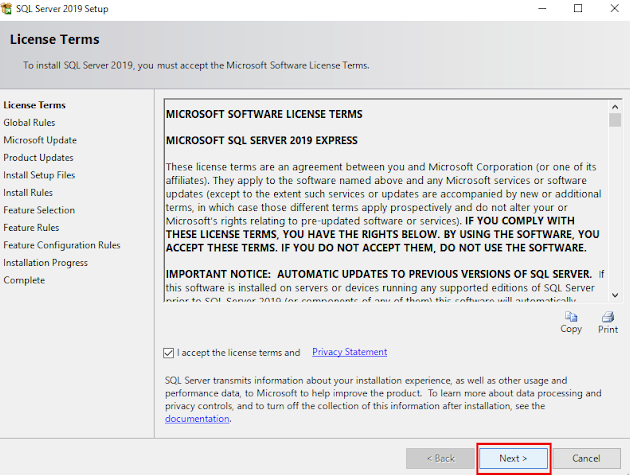 SQL Server 2019 Setup
License Terms
To install SQL Server 2019, you must accept the Microsoft Software License Terms.
License Terms
Global Rules
Microsoft Update
Product Updates
Install Setup Files
Install Rules
Feature Selection
Feature Rules
Feature Configuration Rules
Installation Progress
Complete
MICROSOFT SOFTWARE LICENSE TERMS
MICROSOFT SQL SERVER 2019 EXPRESS
These license terms are an agreement between you and Microsoft Corporation (or one of its
affiliates). They apply to the software named above and any Microsoft services or software
updates (except to the extent such services or updates are accompanied by new or additional
terms, in which case those different terms apply prospectively and do not alter your or
Microsoft's rights relating to pre-updated software or services). IF YOU COMPLY WITH
THESE LICENSE TERMS, YOU HAVE THE RIGHTS BELOW. BY USING THE SOFTWARE, YOU
ACCEPT THESE TERMS. IF YOU DO NOT ACCEPT THEM, DO NOT USE THE SOFTWARE.
IMPORTANT NOTICE: AUTOMATIC UPDATES TO PREVIOUS VERSIONS OF SQL SERVER. If
this software is installed on servers or devices running any supported editions of SQL Server
prior to SQL Server 2019 (or components of any of them) this software will automatically
Copy
Print
I accept the license terms and Privacy Statement
SQL Server transmits information about your installation experience, as well as other usage and
performance data, to Microsoft to help improve the product. To learn more about data processing and
privacy controls, and to turn off the collection of this information after installation, see the
documentation.
< Back
Next >
Cancel